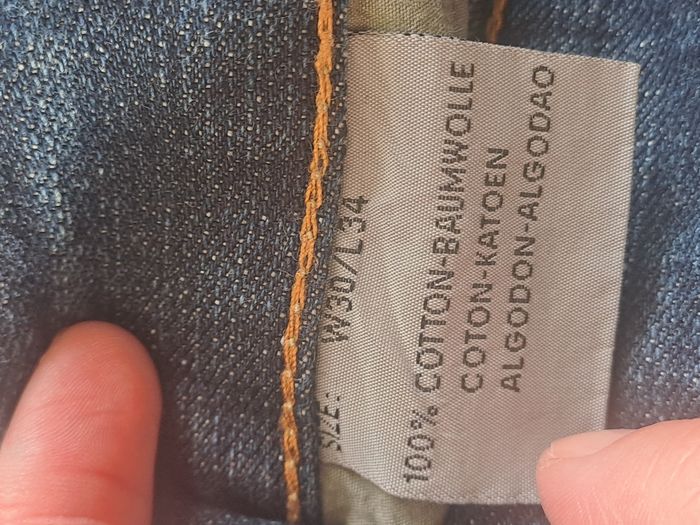 SIZE: W30/L34
100% COTTON-BAUMWOLLE
COTON-KATOEN
ALGODON-ALGODAO